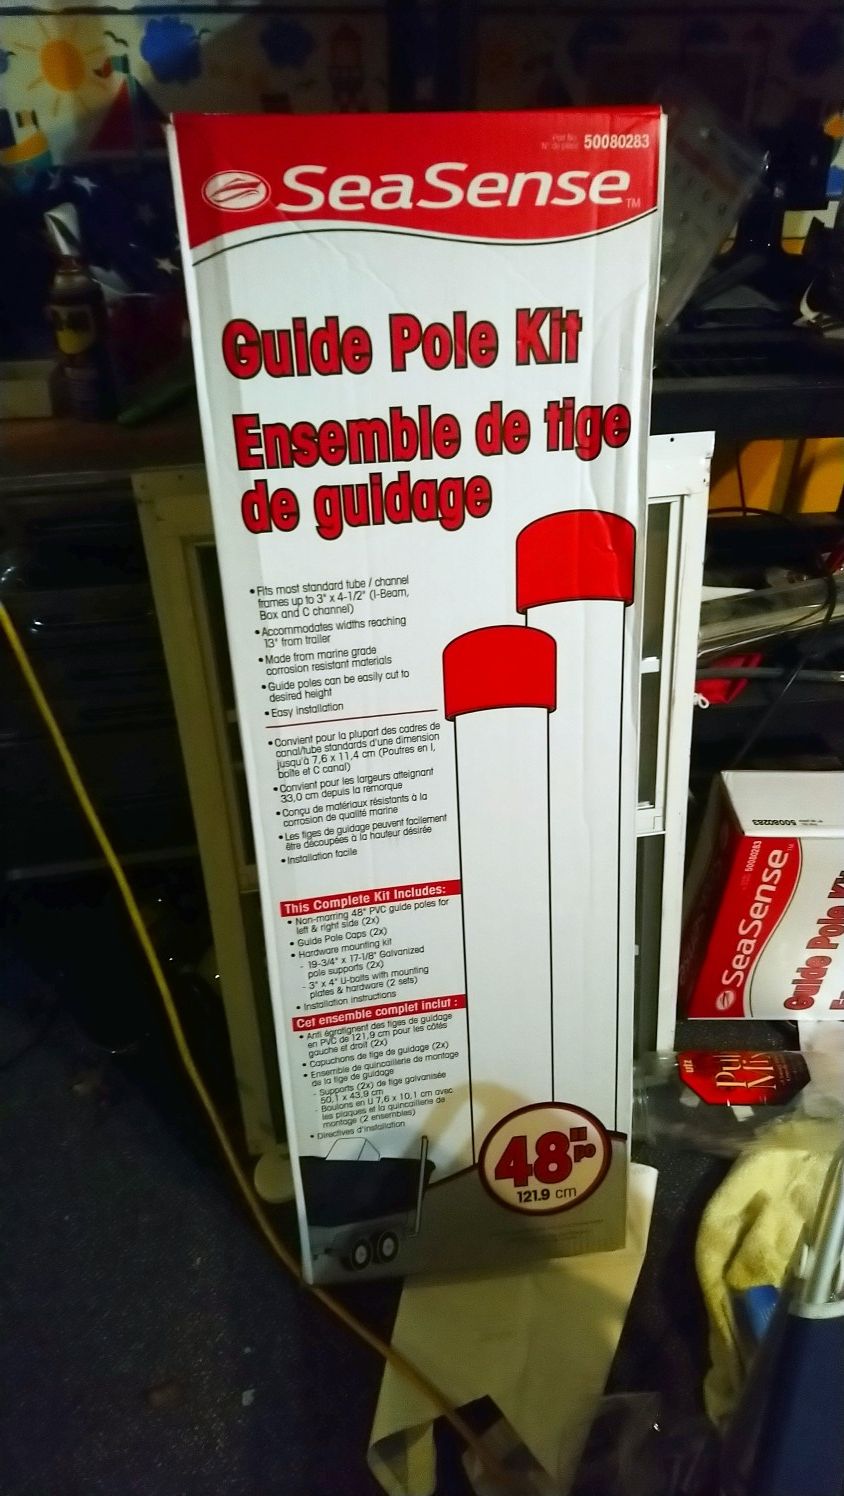 Part No. 50080283
N° de pièce
SeaSense™
Guide Pole Kit
Ensemble de tige
de guidage
• Fits most standard tube / channel
frames up to 3" x 4-1/2" (I-Beam,
Box and C channel)
• Accommodates widths reaching
13" from trailer
• Made from marine grade
corrosion resistant materials
• Guide poles can be easily cut to
desired height
• Easy installation
• Convient pour la plupart des cadres de
canal/tube standards d'une dimension
jusqu'à 7,6 x 11,4 cm (Poutres en I,
boîte et C canal)
• Convient pour les largeurs atteignant
33,0 cm depuis la remorque
• Conçu de matériaux résistants à la
corrosion de qualité marine
• Les tiges de guidage peuvent facilement
être découpées à la hauteur désirée
• Installation facile
This Complete Kit Includes:
• Non-marring 48" PVC guide poles for
left & right side (2x)
• Guide Pole Caps (2x)
• Hardware mounting kit
- 19-3/4" x 17-1/8" Galvanized
pole supports (2x)
- 3" x 4" U-bolts with mounting
plates & hardware (2 sets)
• Installation instructions
Cet ensemble complet inclut :
• Anti égratignent des tiges de guidage
en PVC de 121,9 cm pour les côtés
gauche et droit (2x)
• Capuchons de tige de guidage (2x)
• Ensemble de quincaillerie de montage
de la tige de guidage
- Supports (2x) de tige galvanisée
50,1 x 43,9 cm
- Boulons en U 7,6 x 10,1 cm avec
les plaques et la quincaillerie de
montage (2 ensembles)
• Directives d'installation
48 IN
po
121.9 cm
50080283
50080283
SeaSense™
Guide Pole Ki
utz